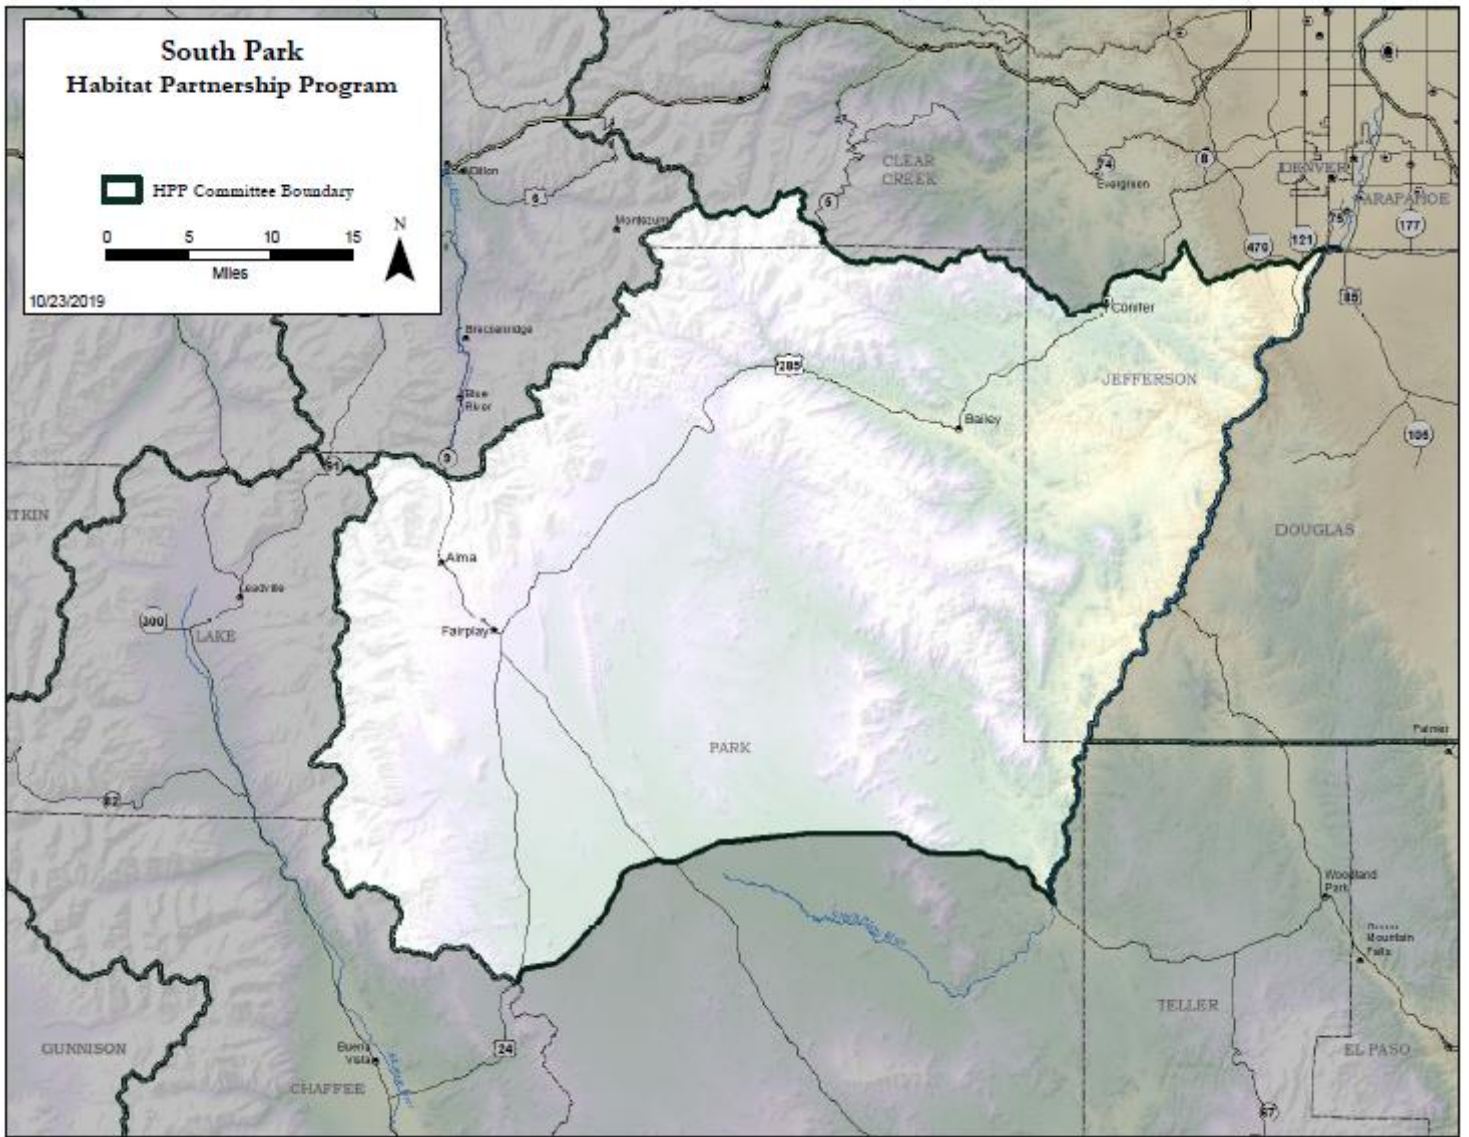 South Park
Habitat Partnership Program
HPP Committee Boundary
0 5 10 15
Miles
N
10/23/2019
Dillon
6
Montezuma
CLEAR
CREEK
6
74
Evergreen
8
DENVER
ARAPAHOE
75
177
470
121
85
Conifer
Breckenridge
285
JEFFERSON
Blue
River
Bailey
105
9
91
ITKIN
DOUGLAS
Alma
Leadville
300
LAKE
Fairplay
PARK
Palmer
82
Woodland
Park
Mountain
Falls
TELLER
GUNNISON
Buena
Vista
24
EL PASO
CHAFFEE
67